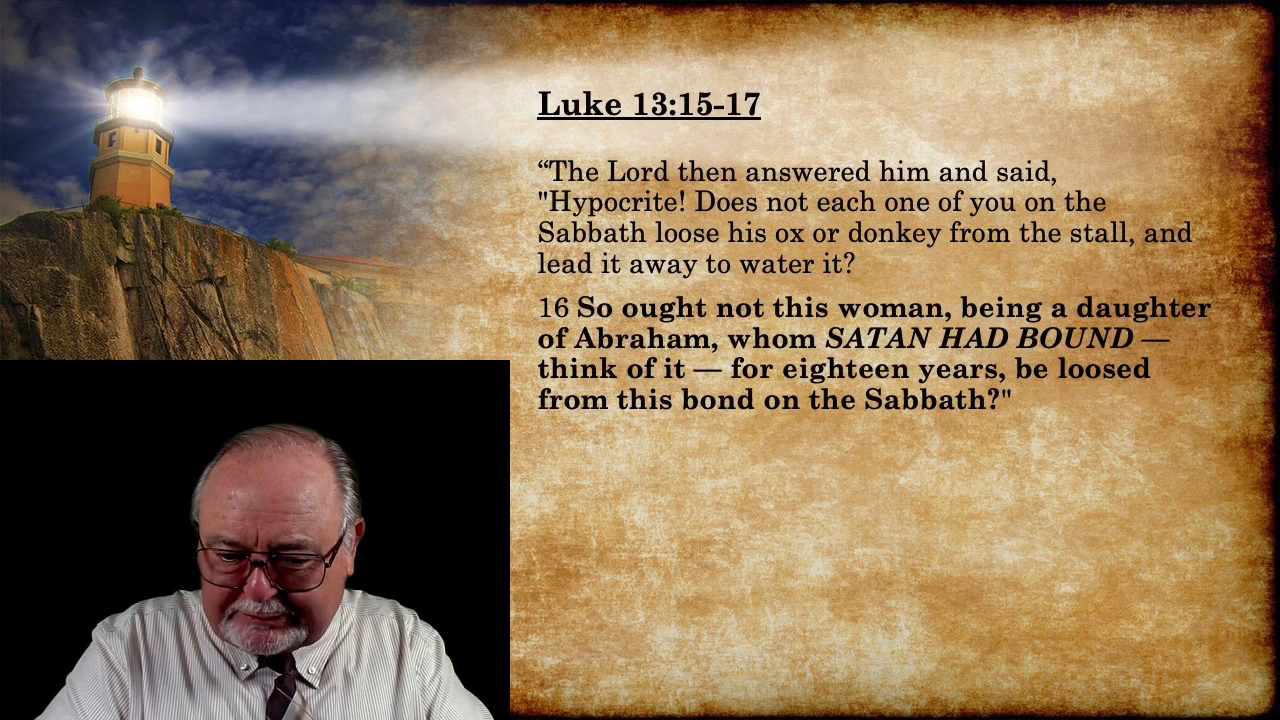 Luke 13:15-17
“The Lord then answered him and said,
"Hypocrite! Does not each one of you on the
Sabbath loose his ox or donkey from the stall, and
lead it away to water it?
16 So ought not this woman, being a daughter
of Abraham, whom SATAN HAD BOUND —
think of it — for eighteen years, be loosed
from this bond on the Sabbath?"